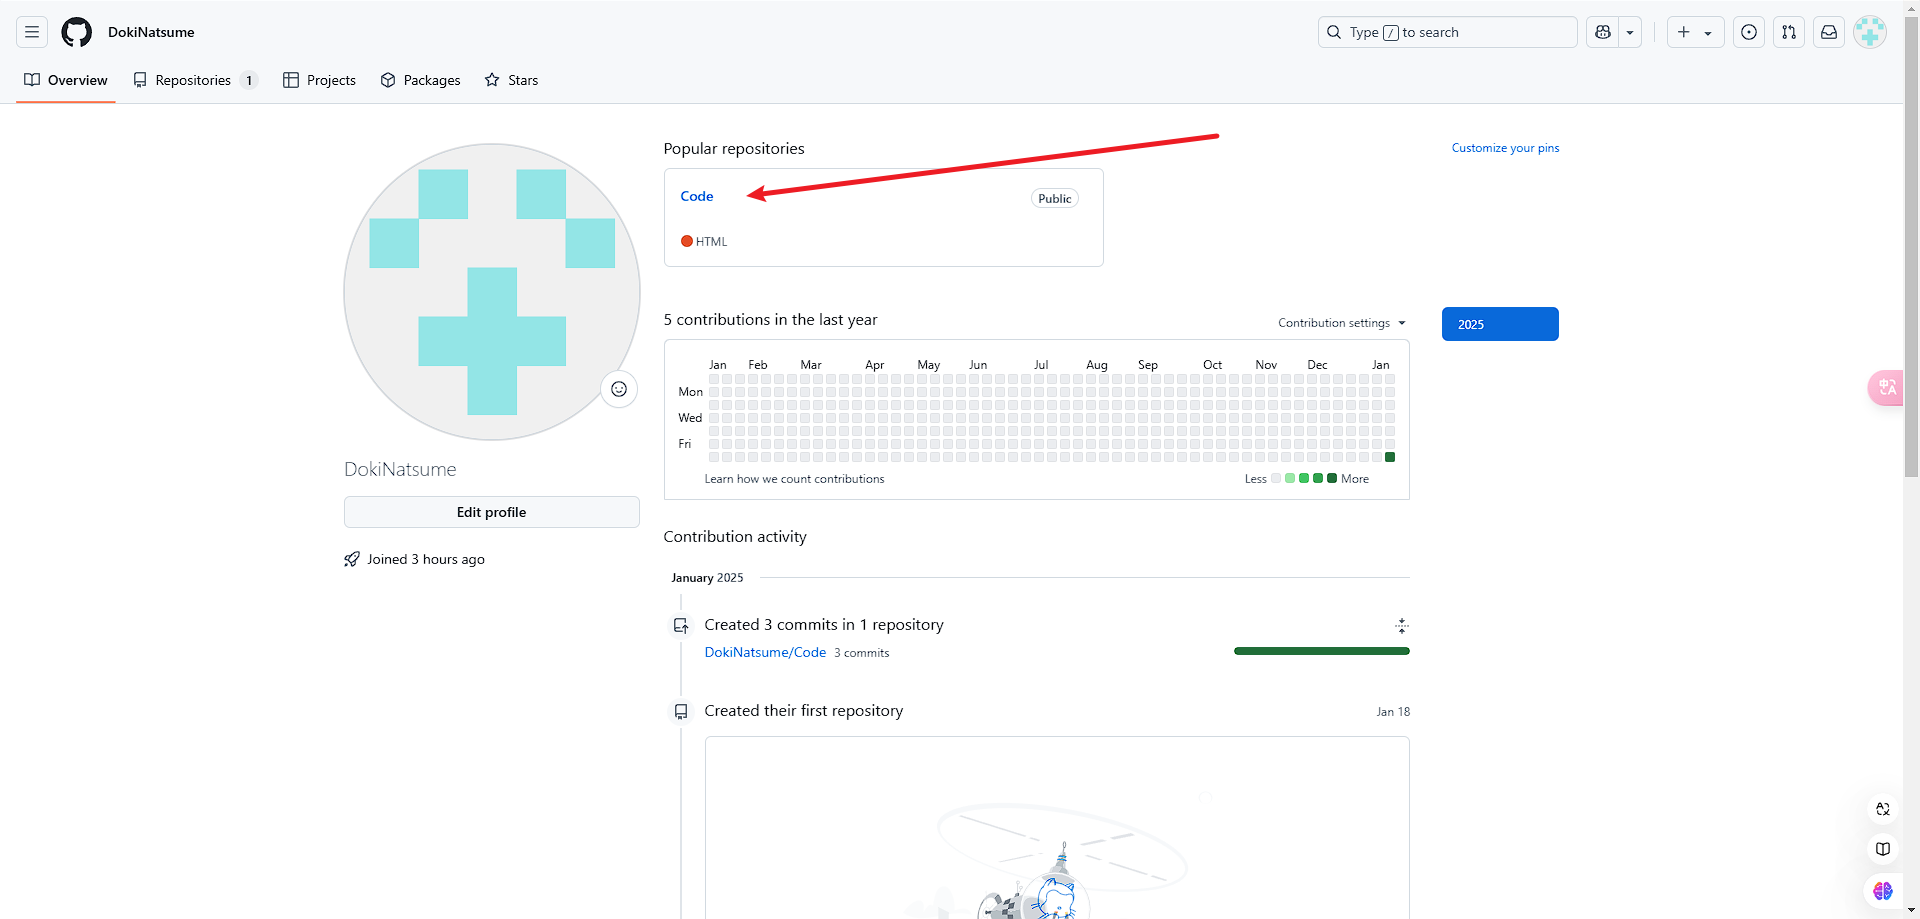 DokiNatsume
Type / to search
Overview
Repositories 1
Projects
Packages
Stars
Popular repositories
Customize your pins
Code
Public
HTML
5 contributions in the last year
Contribution settings
2025
Jan Feb Mar Apr May Jun Jul Aug Sep Oct Nov Dec Jan
Mon
Wed
Fri
Learn how we count contributions
Less
More
DokiNatsume
Edit profile
Joined 3 hours ago
Contribution activity
January 2025
Created 3 commits in 1 repository
DokiNatsume/Code 3 commits
Created their first repository
Jan 18
中A